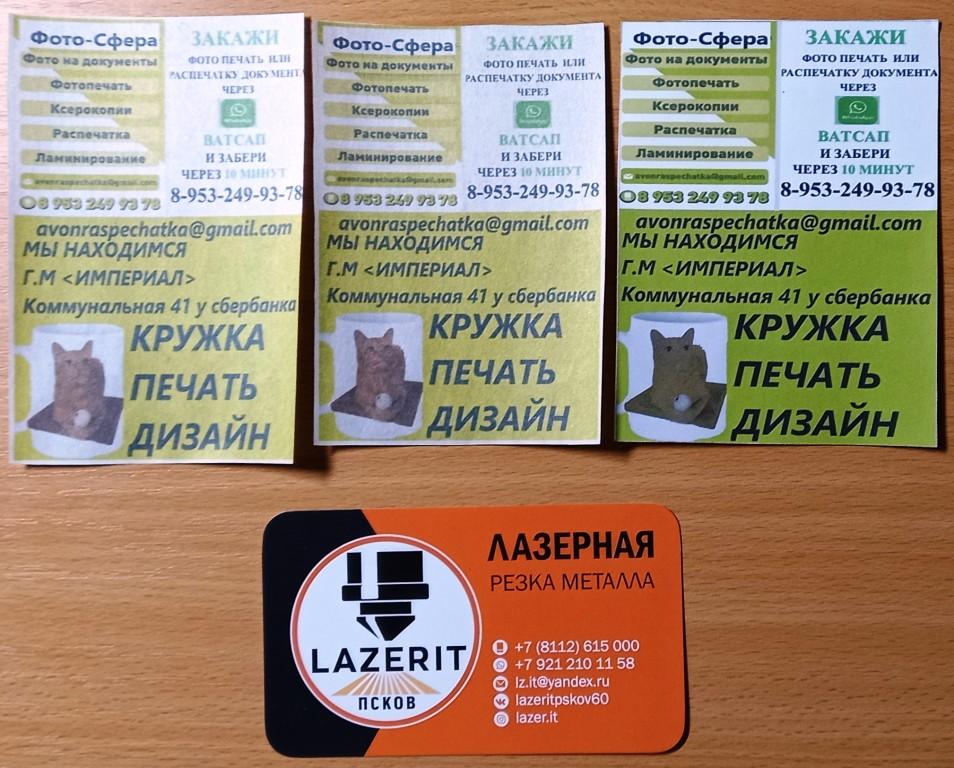 Фото-Сфера
Фото на документы
Фотопечать
Ксерокопии
Распечатка
Ламинирование
avonraspechatka@gmail.com
8 953 249 93 78
ЗАКАЖИ
ФОТО ПЕЧАТЬ ИЛИ
РАСПЕЧАТКУ ДОКУМЕНТА
ЧЕРЕЗ
ВАТСАП
И ЗАБЕРИ
ЧЕРЕЗ 10 МИНУТ
8-953-249-93-78
avonraspechatka@gmail.com
МЫ НАХОДИМСЯ
Г.М <ИМПЕРИАЛ>
Коммунальная 41 у сбербанка
КРУЖКА
ПЕЧАТЬ
ДИЗАЙН
Фото-Сфера
Фото на документы
Фотопечать
Ксерокопии
Распечатка
Ламинирование
avonraspechatka@gmail.com
8 953 249 93 78
ЗАКАЖИ
ФОТО ПЕЧАТЬ ИЛИ
РАСПЕЧАТКУ ДОКУМЕНТА
ЧЕРЕЗ
ВАТСАП
И ЗАБЕРИ
ЧЕРЕЗ 10 МИНУТ
8-953-249-93-78
avonraspechatka@gmail.com
МЫ НАХОДИМСЯ
Г.М <ИМПЕРИАЛ>
Коммунальная 41 у сбербанка
КРУЖКА
ПЕЧАТЬ
ДИЗАЙН
Фото-Сфера
Фото на документы
Фотопечать
Ксерокопии
Распечатка
Ламинирование
avonraspechatka@gmail.com
8 953 249 93 78
ЗАКАЖИ
ФОТО ПЕЧАТЬ ИЛИ
РАСПЕЧАТКУ ДОКУМЕНТА
ЧЕРЕЗ
ВАТСАП
И ЗАБЕРИ
ЧЕРЕЗ 10 МИНУТ
8-953-249-93-78
avonraspechatka@gmail.com
МЫ НАХОДИМСЯ
Г.М <ИМПЕРИАЛ>
Коммунальная 41 у сбербанка
КРУЖКА
ПЕЧАТЬ
ДИЗАЙН
LAZERIT
ПСКОВ
ЛАЗЕРНАЯ
РЕЗКА МЕТАЛЛА
+7 (8112) 615 000
+7 921 210 11 58
lz.it@yandex.ru
lazeritpskov60
lazer.it